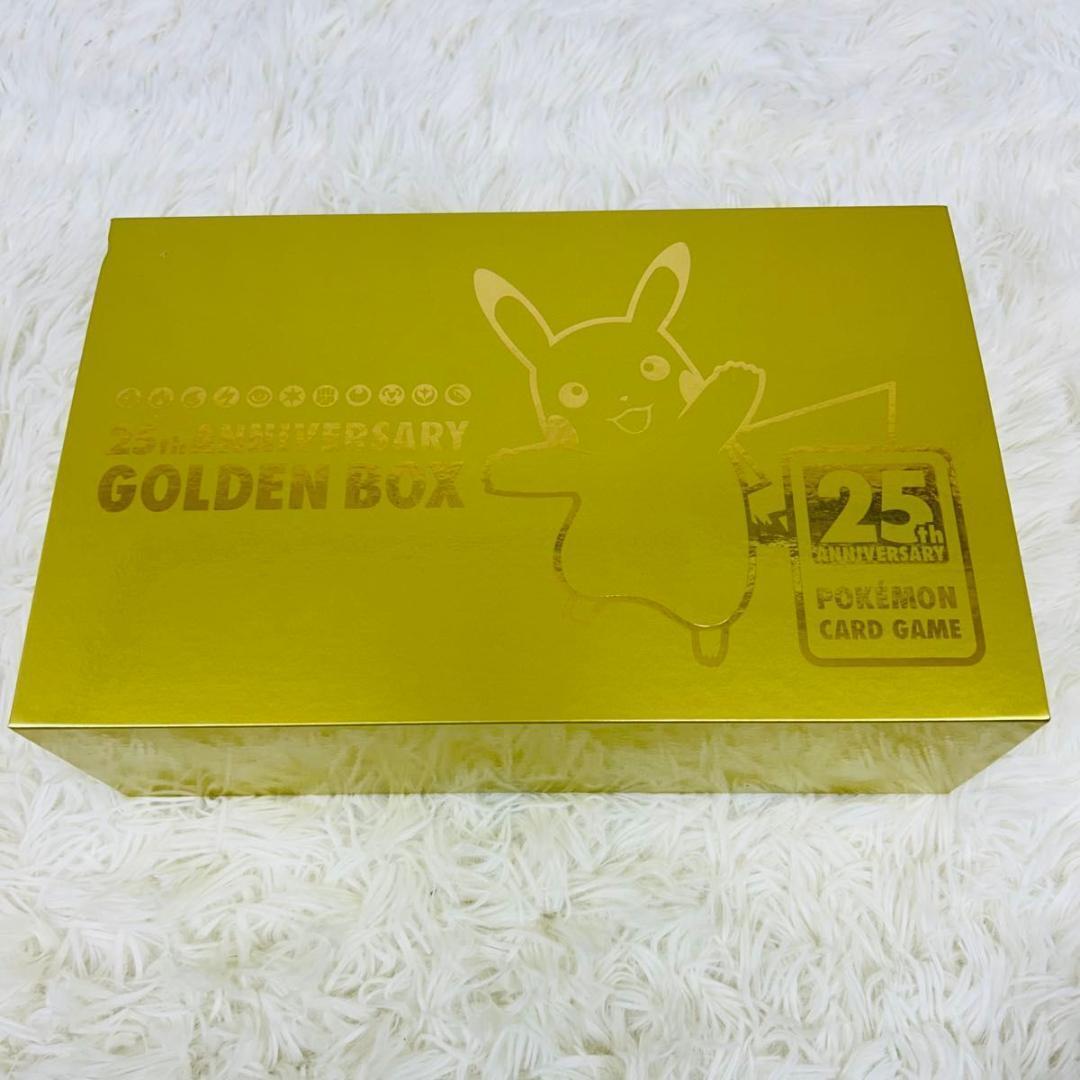 25th ANNIVERSARY
GOLDEN BOX
25th
ANNIVERSARY
POKÉMON
CARD GAME